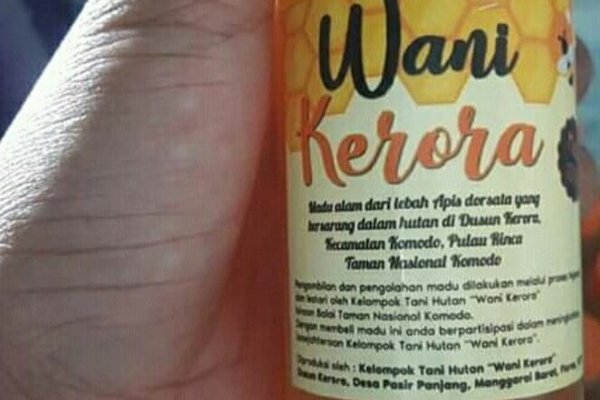 Wani
Kerora
Madu alam dari lebah Apis dorsata yang
bersarang dalam hutan di Dusun Kerora,
Kecamatan Komodo, Pulau Rinca
Taman Nasional Komodo
Pengambilan dan pengolahan madu dilakukan melalui proses
dan lestari oleh Kelompok Tani Hutan "Wani Kerora"
Balai Taman Nasional Komodo.
Dengan membeli madu ini anda berpartisipasi dalam
kesejahteraan Kelompok Tani Hutan "Wani Kerora".
Diproduksi oleh : Kelompok Tani Hutan "Wani Kerora"
Dusun Kerora, Desa Pasir Panjang, Manggarai Barat,